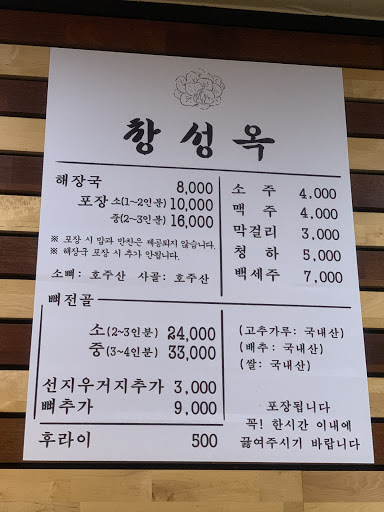 창성옥
해장국 8,000
포장 소(1~2인분) 10,000
중(2~3인분) 16,000
※ 포장 시 밥과 반찬은 제공되지 않습니다.
※ 해장국 포장 시 추가 안됩니다.
소뼈: 호주산 사골: 호주산
소 주 4,000
맥 주 4,000
막걸리 3,000
청 하 5,000
백세주 7,000
뼈전골
소(2~3인분) 24,000
중(3~4인분) 33,000
선지우거지추가 3,000
뼈추가 9,000
후라이 500
(고추가루: 국내산)
(배추: 국내산)
(쌀: 국내산)
포장됩니다
꼭! 한시간 이내에
끓여주시기 바랍니다